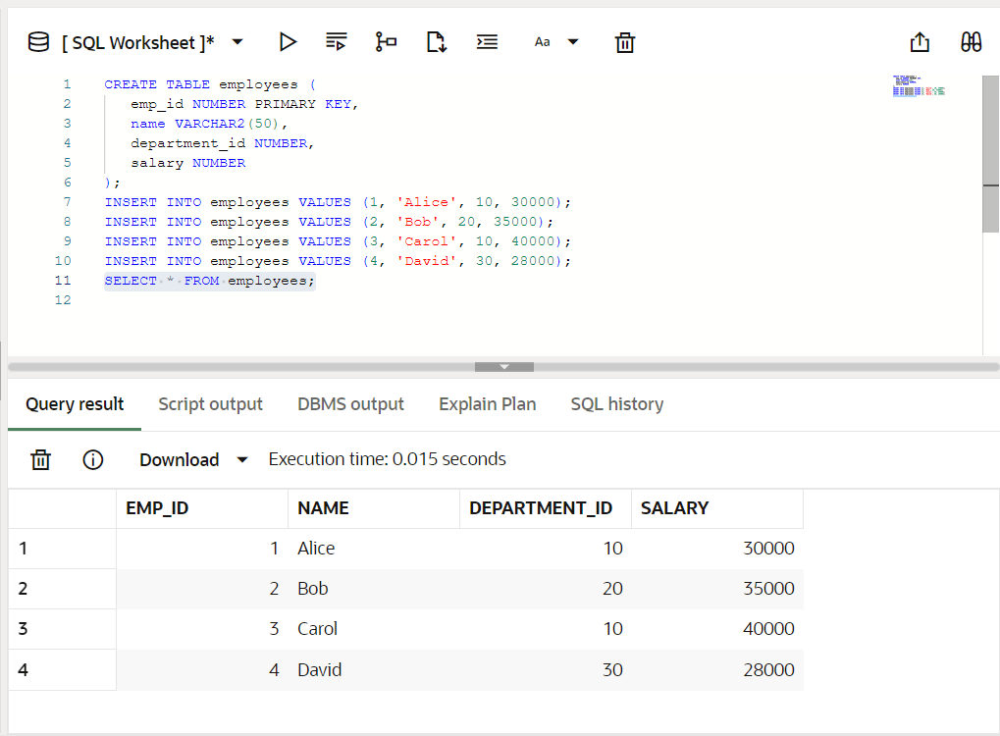 [ SQL Worksheet ]* Aa
1 CREATE TABLE employees (
2 emp_id NUMBER PRIMARY KEY,
3 name VARCHAR2(50),
4 department_id NUMBER,
5 salary NUMBER
6 );
7 INSERT INTO employees VALUES (1, 'Alice', 10, 30000);
8 INSERT INTO employees VALUES (2, 'Bob', 20, 35000);
9 INSERT INTO employees VALUES (3, 'Carol', 10, 40000);
10 INSERT INTO employees VALUES (4, 'David', 30, 28000);
11 SELECT * FROM employees;
12
Query result Script output DBMS output Explain Plan SQL history
Download Execution time: 0.015 seconds
EMP_ID NAME DEPARTMENT_ID SALARY
1 1 Alice 10 30000
2 2 Bob 20 35000
3 3 Carol 10 40000
4 4 David 30 28000